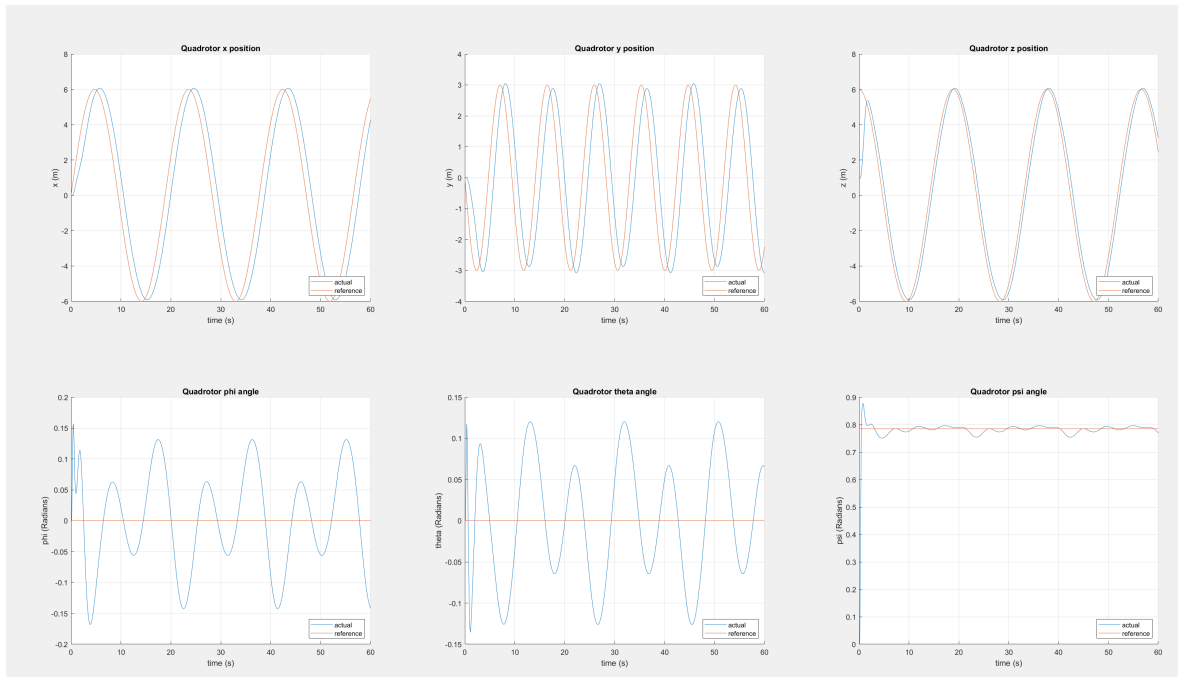 Quadrotor x position
8
6
4
2
0
-2
-4
-6
x (m)
0 10 20 30 40 50 60
time (s)
actual
reference
Quadrotor y position
4
3
2
1
0
-1
-2
-3
-4
y (m)
0 10 20 30 40 50 60
time (s)
actual
reference
Quadrotor z position
8
6
4
2
0
-2
-4
-6
z (m)
0 10 20 30 40 50 60
time (s)
actual
reference
Quadrotor phi angle
0.2
0.15
0.1
0.05
0
-0.05
-0.1
-0.15
-0.2
phi (Radians)
0 10 20 30 40 50 60
time (s)
actual
reference
Quadrotor theta angle
0.15
0.1
0.05
0
-0.05
-0.1
-0.15
theta (Radians)
0 10 20 30 40 50 60
time (s)
actual
reference
Quadrotor psi angle
0.9
0.8
0.7
0.6
0.5
0.4
0.3
0.2
0.1
0
psi (Radians)
0 10 20 30 40 50 60
time (s)
actual
reference